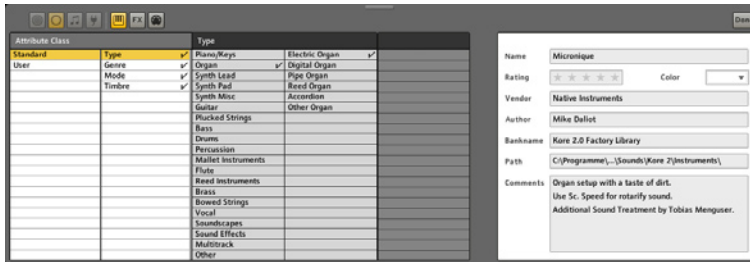 FX
Don
Attribute Class
Type
Standard
Type
Piano/Keys
Electric Organ
User
Genre
Organ
Digital Organ
Mode
Synth Lead
Pipe Organ
Timbre
Synth Pad
Reed Organ
Synth Misc
Accordion
Guitar
Other Organ
Plucked Strings
Bass
Drums
Percussion
Mallet Instruments
Flute
Reed Instruments
Brass
Bowed Strings
Vocal
Soundscapes
Sound Effects
Multitrack
Other
Name Micronique
Rating Color
Vendor Native Instruments
Author Mike Daliot
Bankname Kore 2.0 Factory Library
Path C:\Programme\...\Sounds\Kore 2\Instruments\
Comments Organ setup with a taste of dirt.
Use Sc. Speed for rotarify sound.
Additional Sound Treatment by Tobias Menguser.